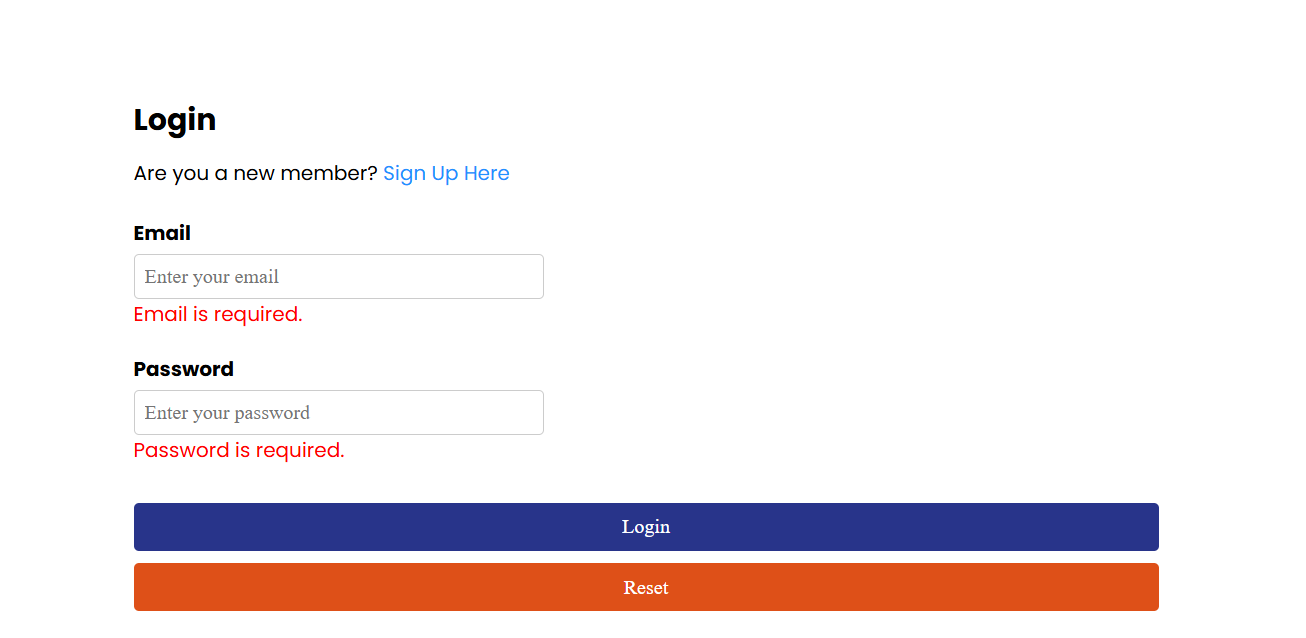 Login
Are you a new member? Sign Up Here
Email
Enter your email
Email is required.
Password
Enter your password
Password is required.
Login
Reset